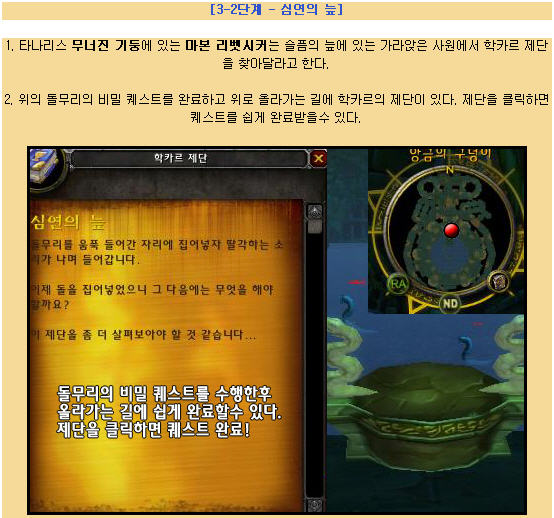 [3-2단계 - 심연의 늪]
1. 타나리스 무너진 기둥에 있는 마본 리벳시커는 슬픔의 늪에 있는 가라앉은 사원에서 학카르 제단
을 찾아달라고 한다.
2. 위의 돌무리의 비밀 퀘스트를 완료하고 위로 올라가는 길에 학카르의 제단이 있다. 제단을 클릭하면
퀘스트를 쉽게 완료받을수 있다.
학카르 제단
심연의 늪
돌무리를 움푹 들어간 자리에 집어넣자 딸각하는 소
리가 나며 들어갑니다.
이제 돌을 집어넣었으니 그 다음에는 무엇을 해야
할까요?
이 제단을 좀 더 살펴보아야 할 것 같습니다...
돌무리의 비밀 퀘스트를 수행한후
올라가는 길에 쉽게 완료할수 있다.
제단을 클릭하면 퀘스트 완료!
앙금의 구덩이
N
RA
ND